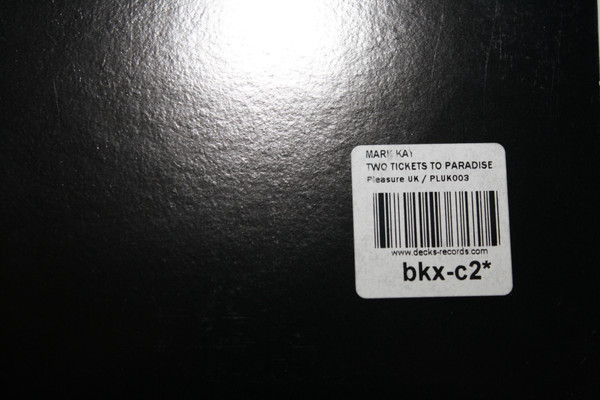 MARK KAY
TWO TICKETS TO PARADISE
Pleasure UK / PLUK003
www.decks-records.com
bkx-c2*